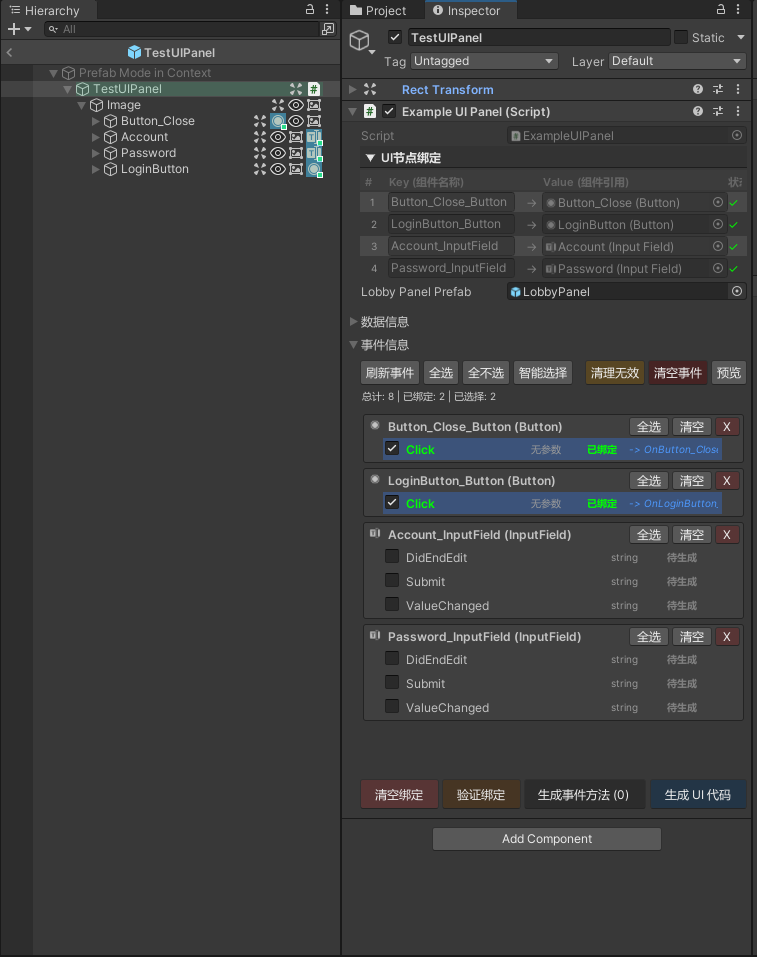 Hierarchy
All
TestUIPanel
Prefab Mode in Context
TestUIPanel
Image
Button_Close
Account
Password
LoginButton
Project
Inspector
TestUIPanel
Static
Tag Untagged Layer Default
Rect Transform
Example UI Panel (Script)
Script ExampleUIPanel
UI节点绑定
# Key (组件名称) Value (组件引用)
1 Button_Close_Button → Button_Close (Button)
2 LoginButton_Button → LoginButton (Button)
3 Account_InputField → Account (Input Field)
4 Password_InputField → Password (Input Field)
Lobby Panel Prefab LobbyPanel
数据信息
事件信息
刷新事件 全选 全不选 智能选择 清理无效 清空事件 预览
总计: 8 | 已绑定: 2 | 已选择: 2
Button_Close_Button (Button) 全选 清空 X
Click 无参数 已绑定 -> OnButton_Close
LoginButton_Button (Button) 全选 清空 X
Click 无参数 已绑定 -> OnLoginButton_
Account_InputField (InputField) 全选 清空 X
DidEndEdit string 待生成
Submit string 待生成
ValueChanged string 待生成
Password_InputField (InputField) 全选 清空 X
DidEndEdit string 待生成
Submit string 待生成
ValueChanged string 待生成
清空绑定 验证绑定 生成事件方法 (0) 生成 UI 代码
Add Component